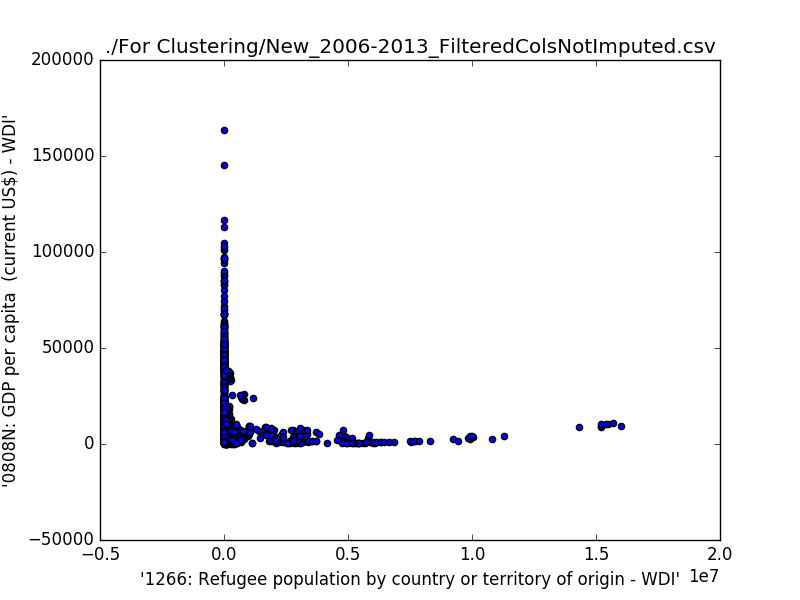 ./For Clustering/New_2006-2013_FilteredColsNotImputed.csv
200000
150000
100000
50000
0
−50000
'0808N: GDP per capita  (current US$) - WDI'
−0.5 0.0 0.5 1.0 1.5 2.0
1e7
'1266: Refugee population by country or territory of origin - WDI'